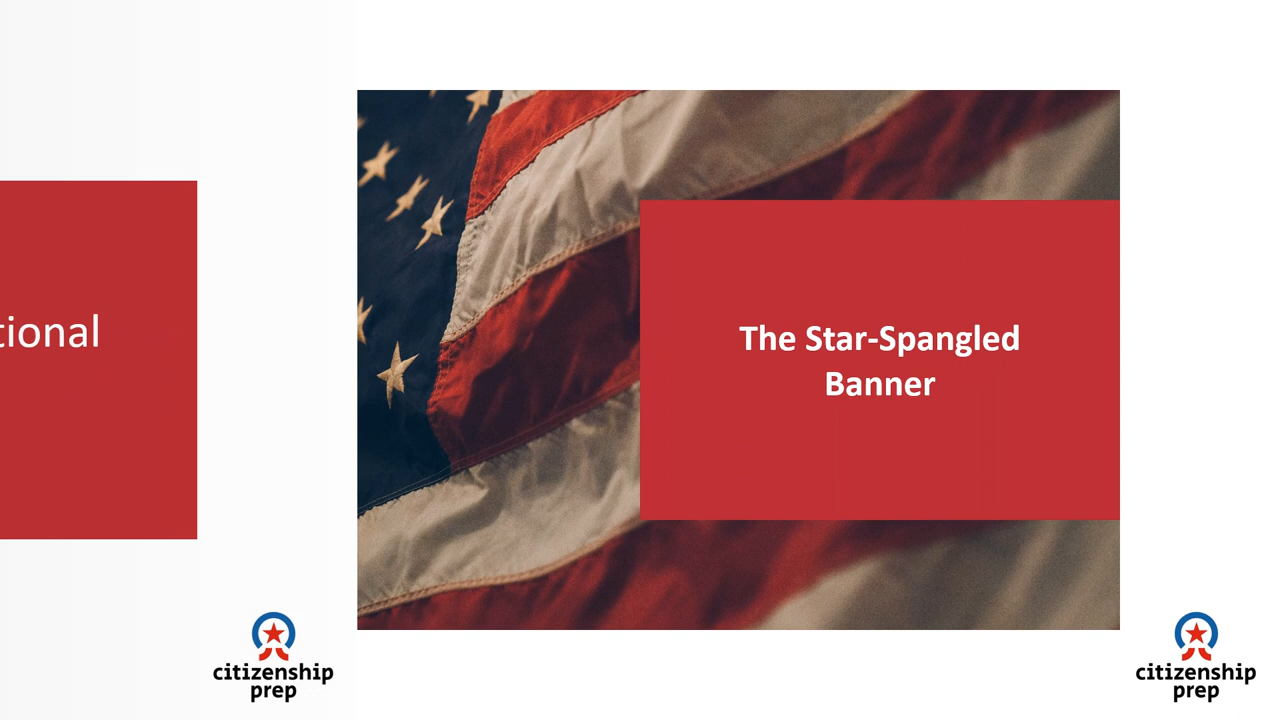 tional
The Star-Spangled
Banner
citizenship
prep
citizenship
prep